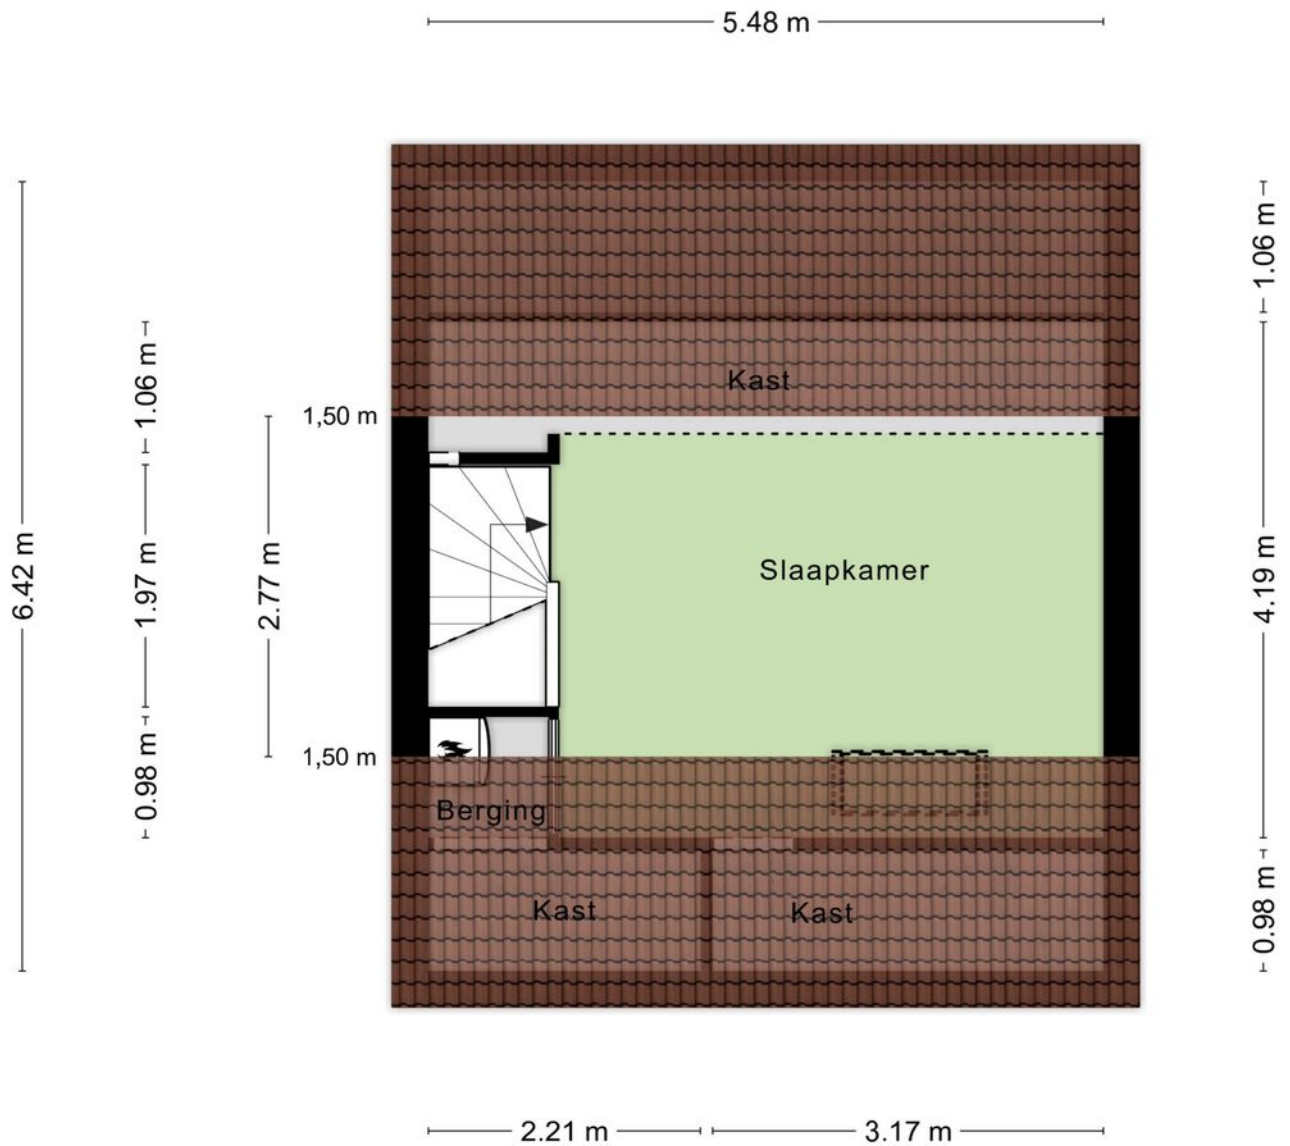 5.48 m
1.06 m
1.06 m
Kast
1,50 m
6.42 m
1.97 m
2.77 m
Slaapkamer
4.19 m
1,50 m
0.98 m
Berging
Kast
Kast
0.98 m
2.21 m
3.17 m